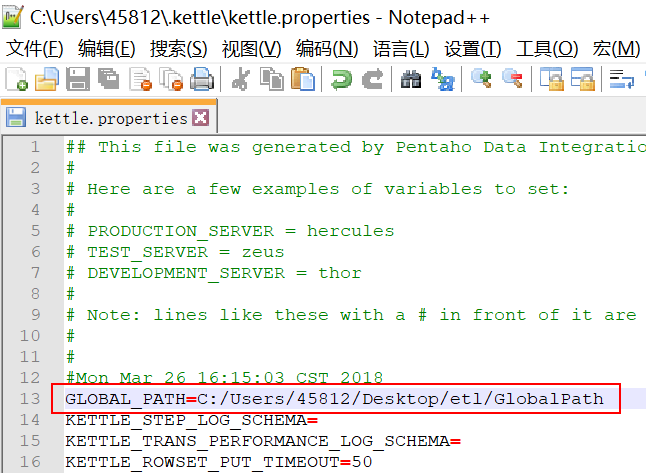 C:\Users\45812\.kettle\kettle.properties - Notepad++
文件(F) 编辑(E) 搜索(S) 视图(V) 编码(N) 语言(L) 设置(T) 工具(O) 宏(M)
kettle.properties
1 ## This file was generated by Pentaho Data Integratio
2 #
3 # Here are a few examples of variables to set:
4 #
5 # PRODUCTION_SERVER = hercules
6 # TEST_SERVER = zeus
7 # DEVELOPMENT_SERVER = thor
8 #
9 # Note: lines like these with a # in front of it are
10 #
11 #
12 #Mon Mar 26 16:15:03 CST 2018
13 GLOBAL_PATH=C:/Users/45812/Desktop/etl/GlobalPath
14 KETTLE_STEP_LOG_SCHEMA=
15 KETTLE_TRANS_PERFORMANCE_LOG_SCHEMA=
16 KETTLE_ROWSET_PUT_TIMEOUT=50